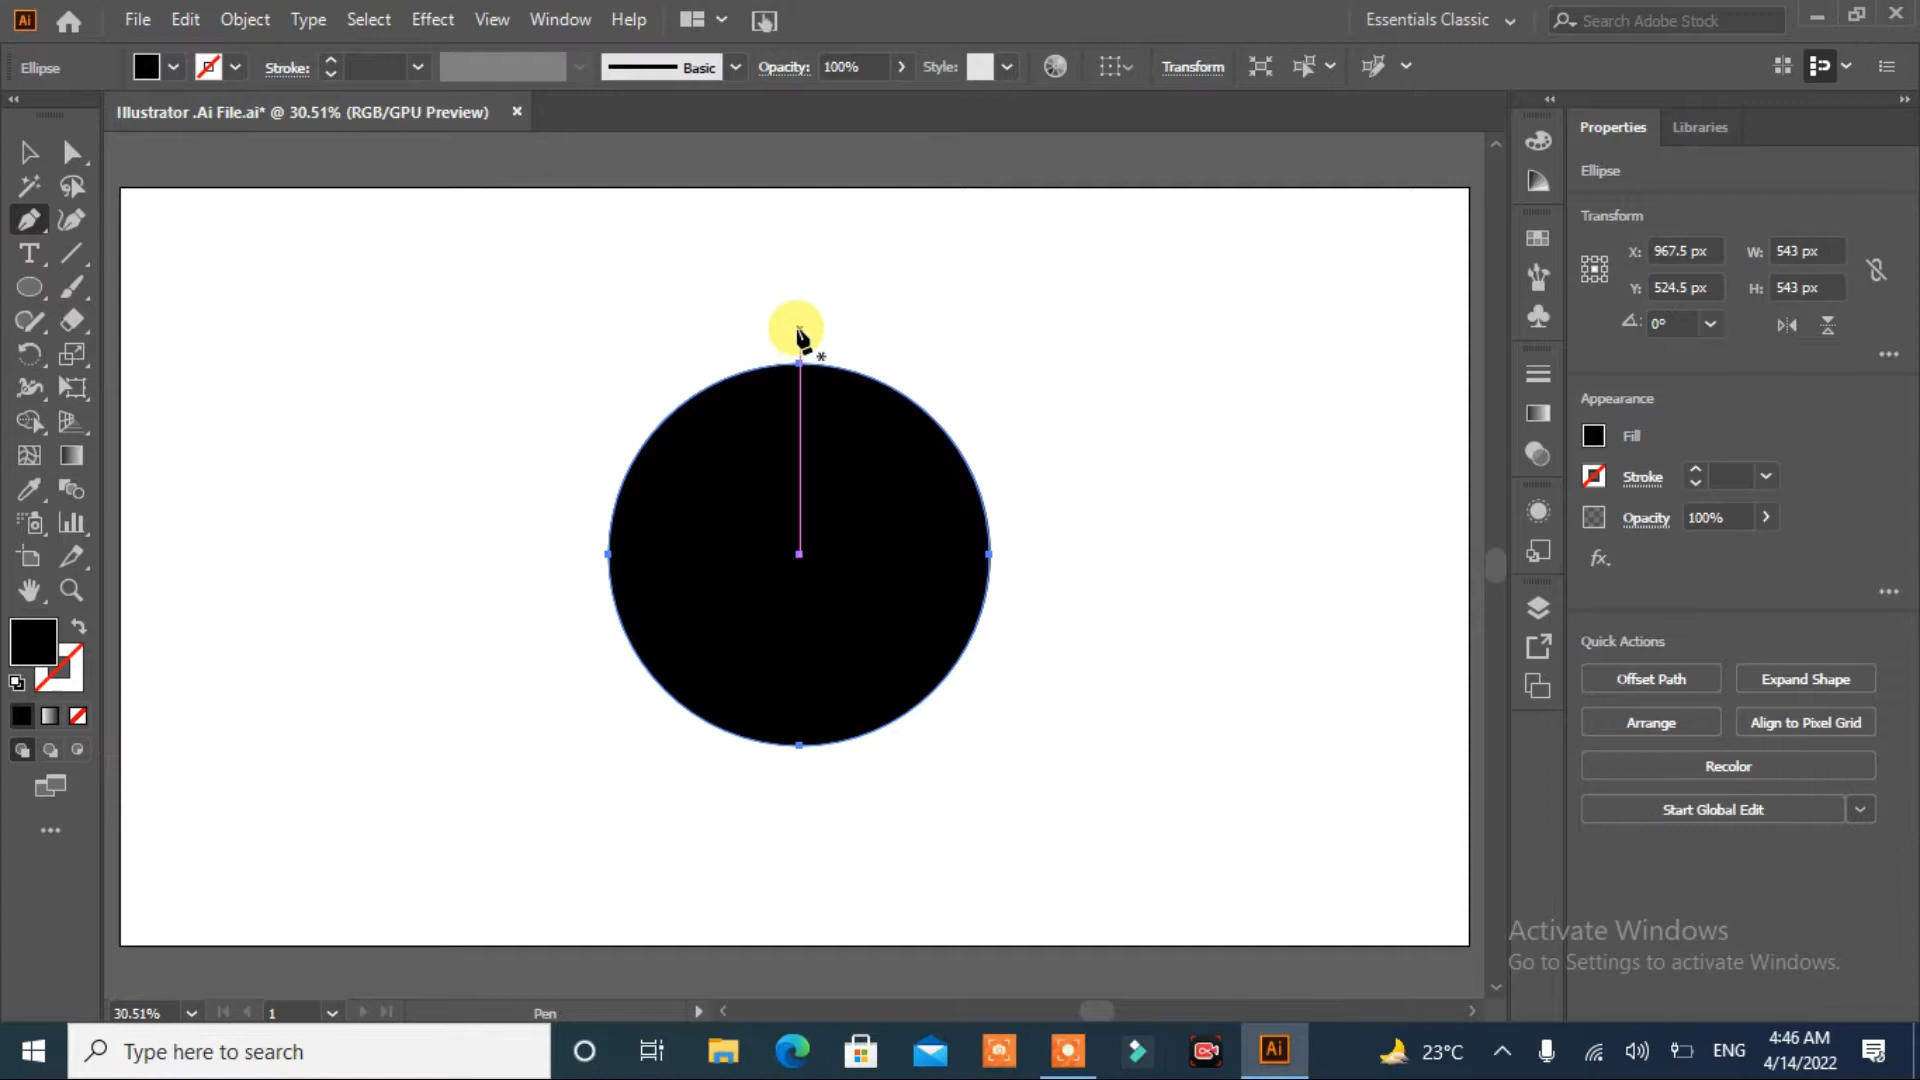 Ai File Edit Object Type Select Effect View Window Help Essentials Classic Search Adobe Stock
Ellipse Stroke: Basic Opacity: 100% Style: Transform
Illustrator .Ai File.ai* @ 30.51% (RGB/GPU Preview)
Properties Libraries
Ellipse
Transform
X: 967.5 px W: 543 px
Y: 524.5 px H: 543 px
0°
Appearance
Fill
Stroke
Opacity 100%
fx.
Quick Actions
Offset Path Expand Shape
Arrange Align to Pixel Grid
Recolor
Start Global Edit
Activate Windows
Go to Settings to activate Windows.
30.51% 1 Pen
Type here to search Ai 23°C ENG 4:46 AM
4/14/2022